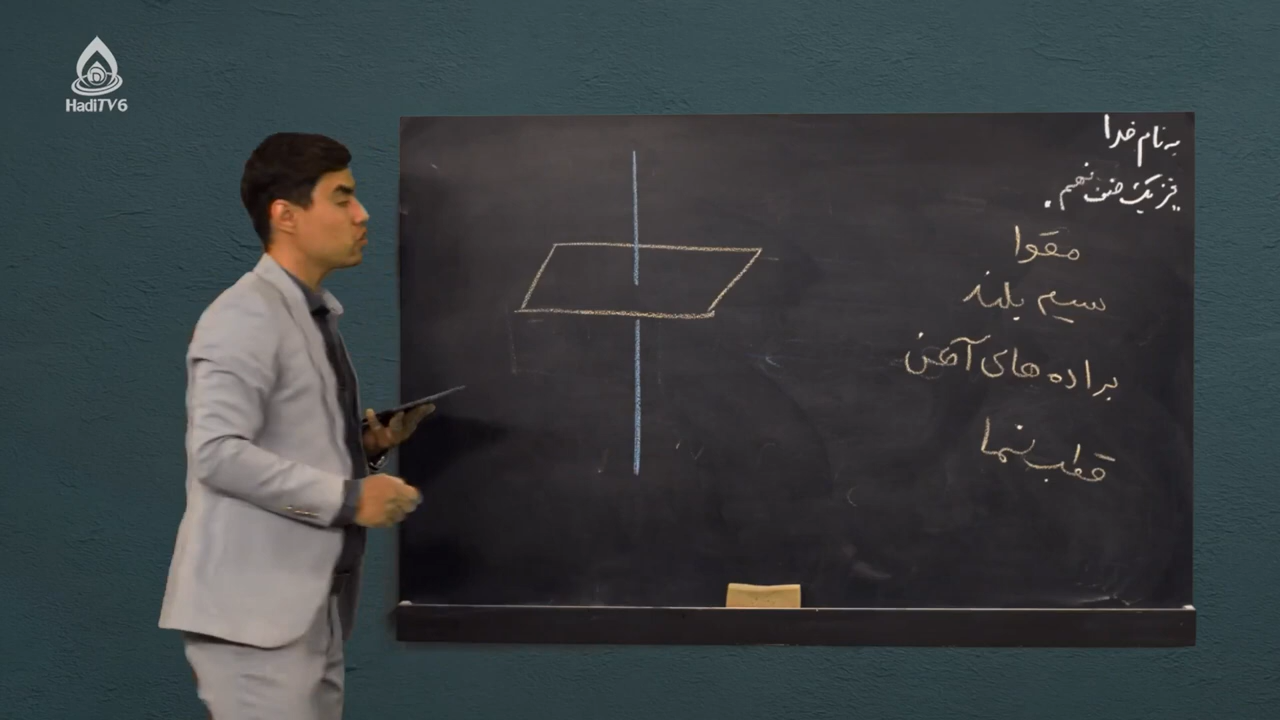 HadiTV6
به نام خدا
فزیک صنف نهم.
مقوا
سیم بلند
براده های آهن
قطب نما